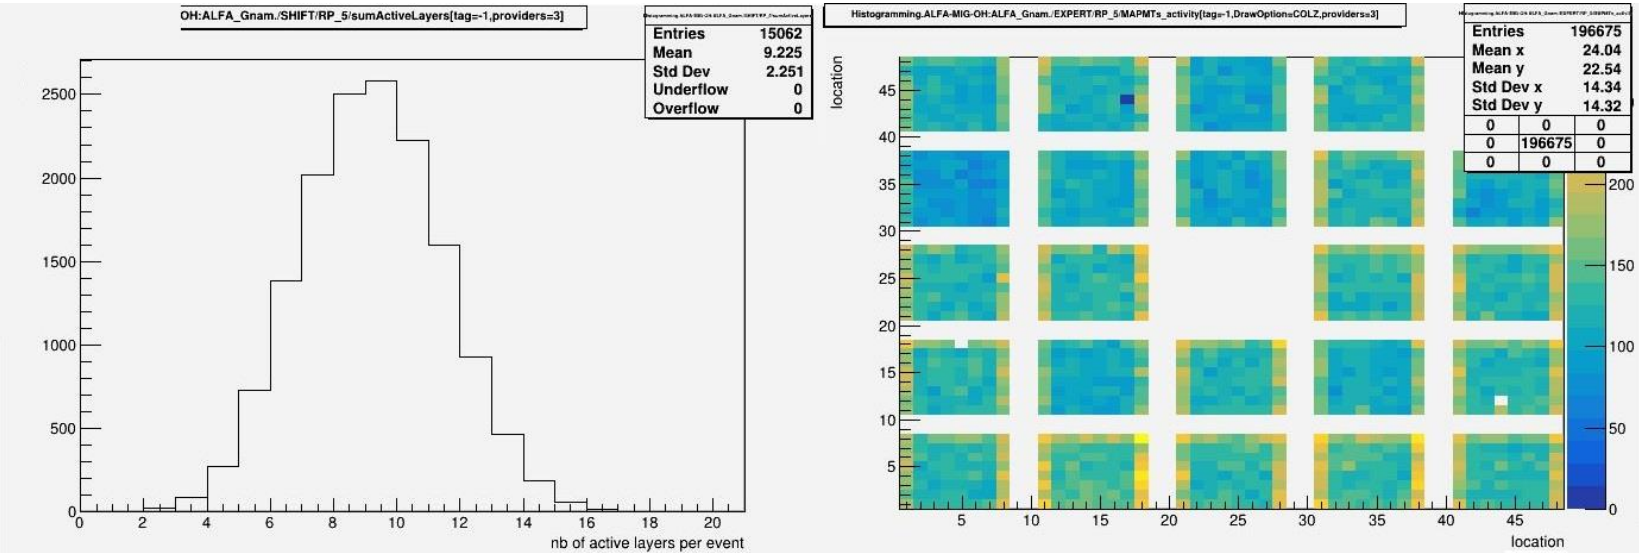 OH:ALFA_Gnam./SHIFT/RP_5/sumActiveLayers[tag=-1,providers=3]
Entries 15062
Mean 9.225
Std Dev 2.251
Underflow 0
Overflow 0
2500
2000
1500
1000
500
0
0 2 4 6 8 10 12 14 16 18 20
nb of active layers per event
Histogramming.ALFA-MIG-OH:ALFA_Gnam./EXPERT/RP_5/MAPMTs_activity[tag=-1,DrawOption=COLZ,providers=3]
Entries 196675
Mean x 24.04
Mean y 22.54
Std Dev x 14.34
Std Dev y 14.32
0 0 0
0 196675 0
0 0 0
location
45
40
35
30
25
20
15
10
5
5 10 15 20 25 30 35 40 45
location
200
150
100
50
0